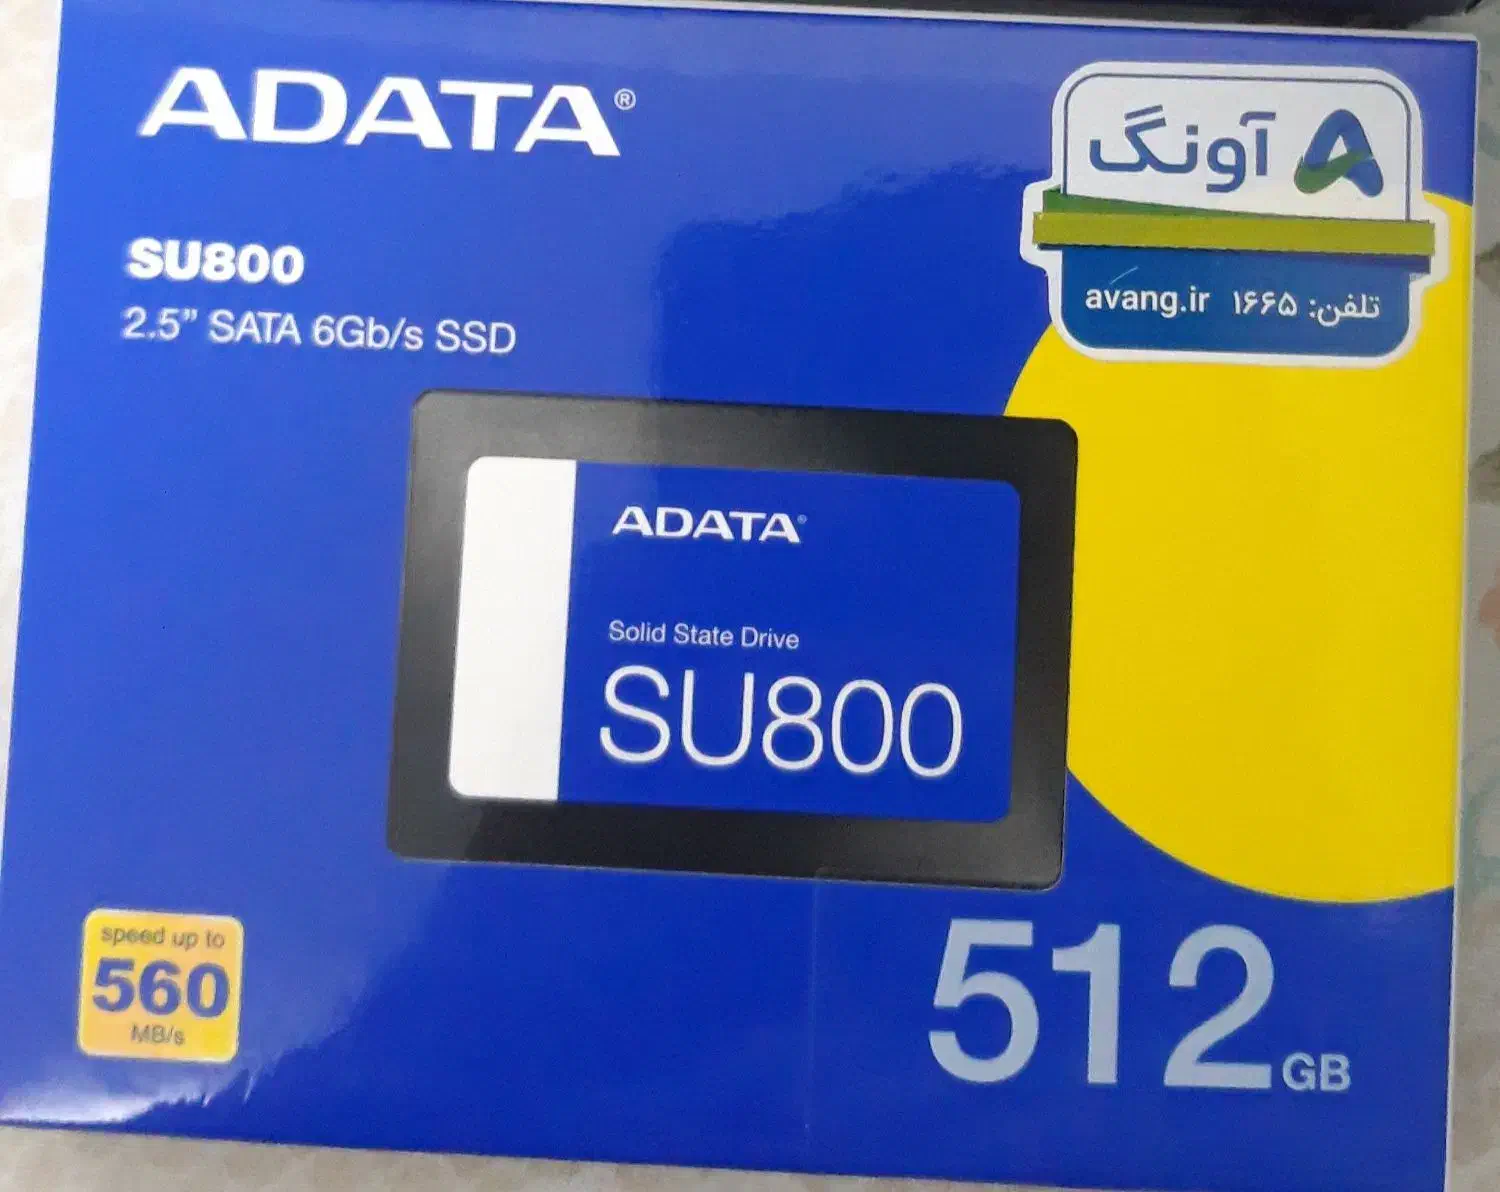 ADATA®
آونگ
SU800
2.5” SATA 6Gb/s SSD
تلفن: ۱۶۶۵ avang.ir
ADATA®
Solid State Drive
SU800
speed up to
560
MB/s
512GB